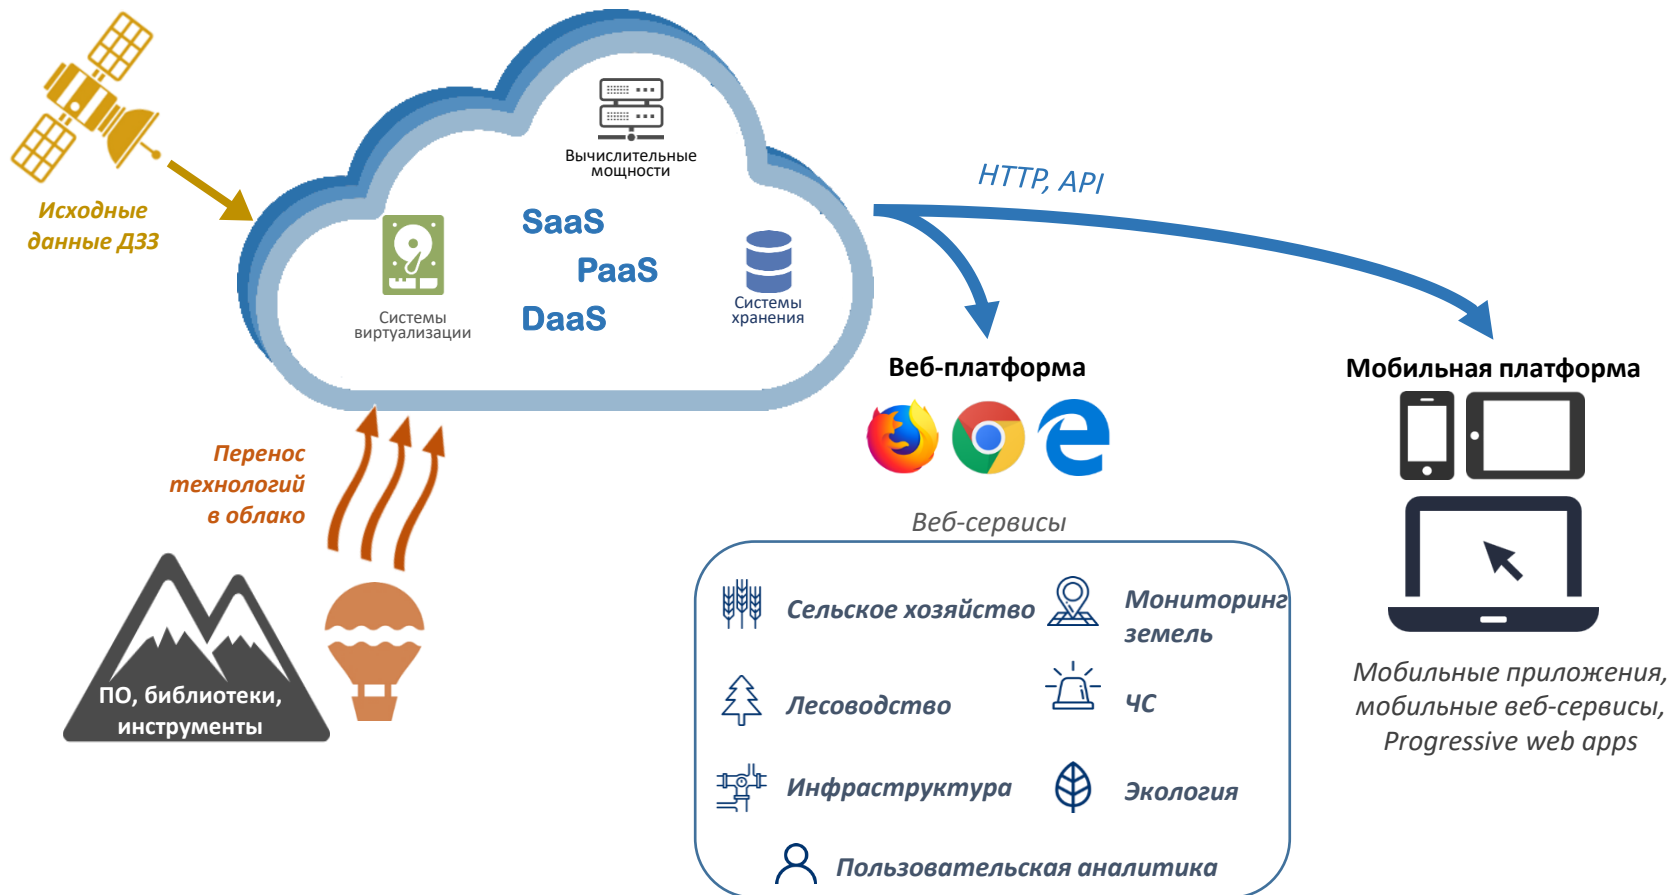 Исходные
данные ДЗЗ
Вычислительные
мощности
SaaS
PaaS
DaaS
Системы
виртуализации
Системы
хранения
HTTP, API
Перенос
технологий
в облако
ПО, библиотеки,
инструменты
Веб-платформа
Мобильная платформа
Веб-сервисы
Сельское хозяйство
Мониторинг
земель
Лесоводство
ЧС
Инфраструктура
Экология
Пользовательская аналитика
Мобильные приложения,
мобильные веб-сервисы,
Progressive web apps